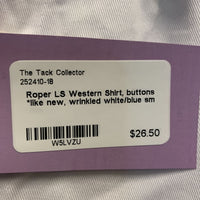 The Tack Collector
252410-18
Roper LS Western Shirt, buttons
*like new, wrinkled white/blue sm
W5LVZU
$26.50